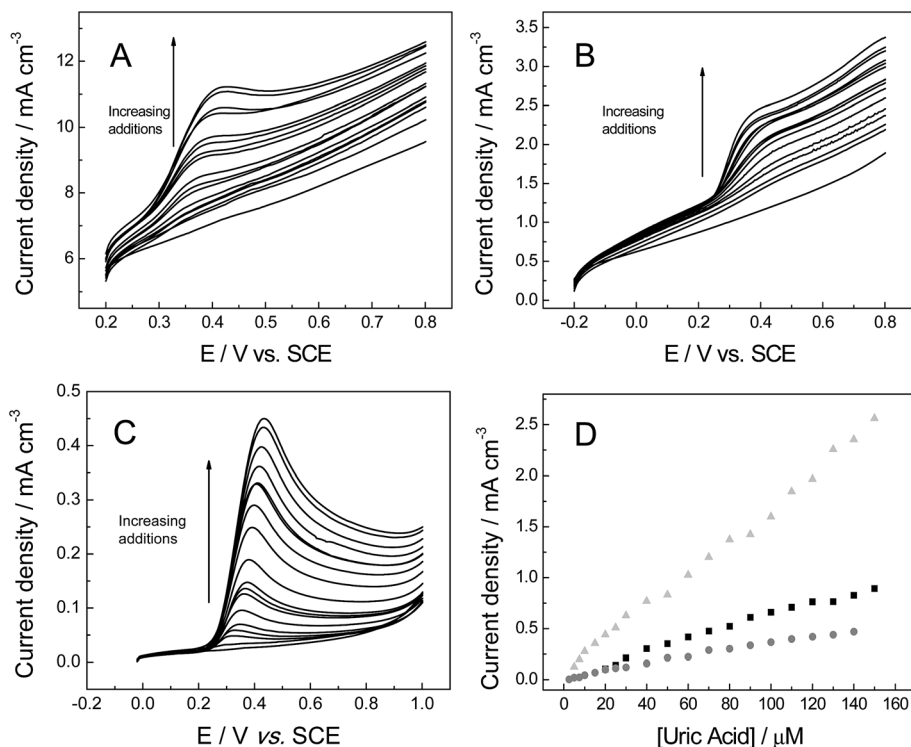 A
Increasing
additions
Current density / mA cm-3
12
10
8
6
0.2 0.3 0.4 0.5 0.6 0.7 0.8
E / V vs. SCE
B
Increasing
additions
Current density / mA cm-3
3.5
3.0
2.5
2.0
1.5
1.0
0.5
0.0
-0.2 0.0 0.2 0.4 0.6 0.8
E / V vs. SCE
C
Increasing
additions
Current density / mA cm-3
0.5
0.4
0.3
0.2
0.1
0.0
-0.2 0.0 0.2 0.4 0.6 0.8 1.0
E / V vs. SCE
D
Current density / mA cm-3
2.5
2.0
1.5
1.0
0.5
0.0
0 20 40 60 80 100 120 140 160
[Uric Acid] / μM